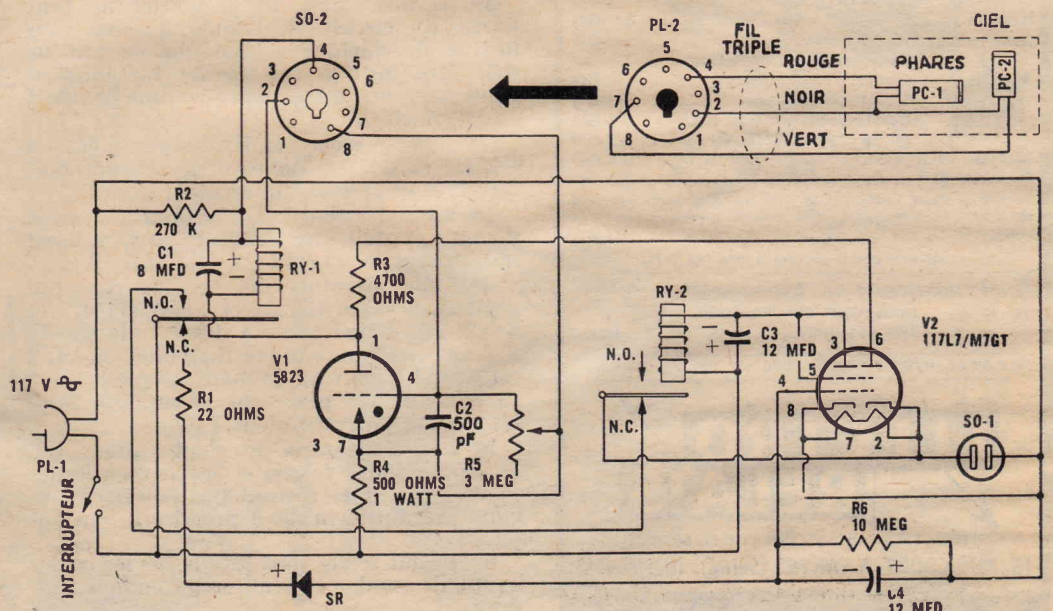 SO-2
4
3
5
2
6
1
7
8
PL-2
5
6
4
7
3
2
8
1
FIL
TRIPLE
ROUGE
NOIR
VERT
CIEL
PHARES
PC-1
PC-2
R2
270 K
C1
8 MFD
+
−
RY-1
N.O.
N.C.
R1
22 OHMS
117 V
PL-1
INTERRUPTEUR
R3
4700
OHMS
1
V1
5823
4
3
7
C2
500
pF
R4
500 OHMS
1 WATT
R5
3 MEG
RY-2
−
+
C3
12 MFD
N.O.
N.C.
V2
117L7/M7GT
3
6
5
4
8
7
2
SO-1
R6
10 MEG
+
SR
+
C4
12 MFD